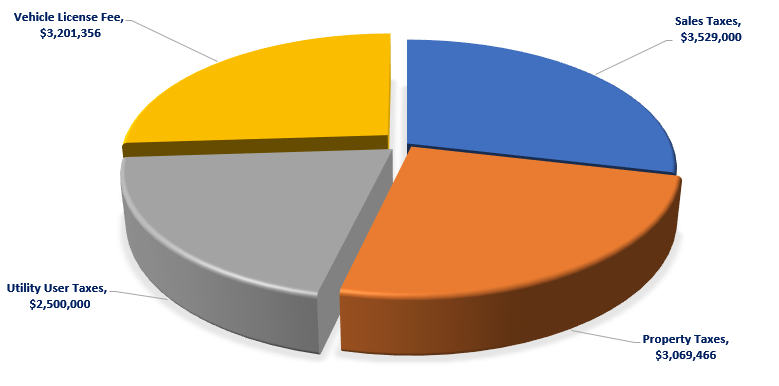 Vehicle License Fee,
$3,201,356
Sales Taxes,
$3,529,000
Utility User Taxes,
$2,500,000
Property Taxes,
$3,069,466